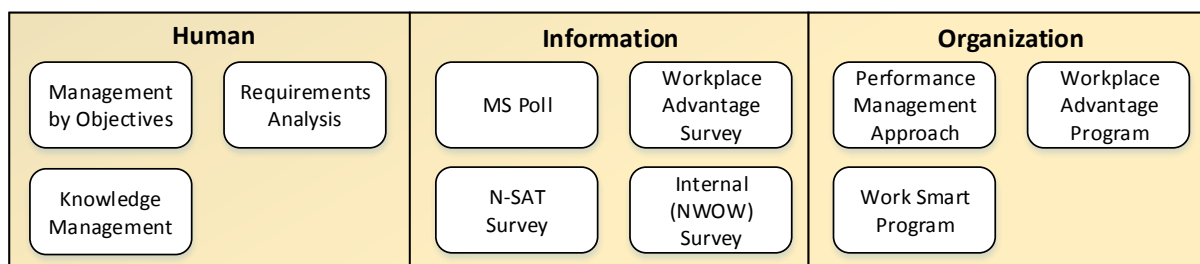 Human
Management
by Objectives
Requirements
Analysis
Knowledge
Management
Information
MS Poll
Workplace
Advantage
Survey
N-SAT
Survey
Internal
(NWOW)
Survey
Organization
Performance
Management
Approach
Workplace
Advantage
Program
Work Smart
Program